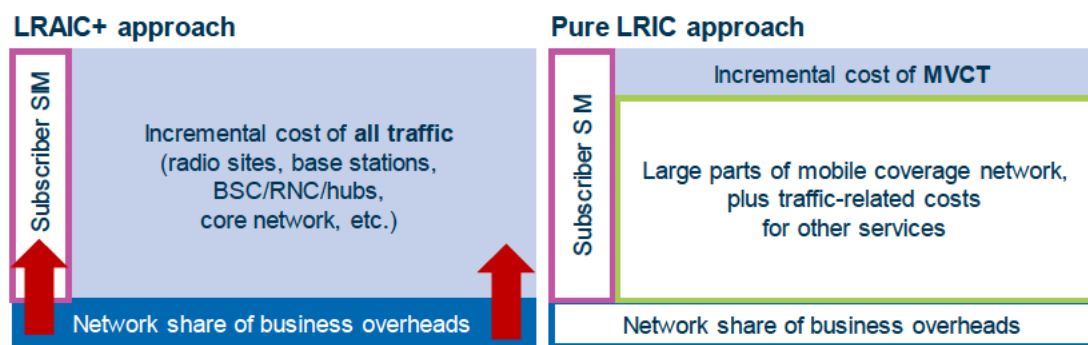 LRAIC+ approach
Subscriber SIM
Incremental cost of all traffic
(radio sites, base stations,
BSC/RNC/hubs,
core network, etc.)
Network share of business overheads
Pure LRIC approach
Subscriber S M
Incremental cost of MVCT
Large parts of mobile coverage network,
plus traffic-related costs
for other services
Network share of business overheads